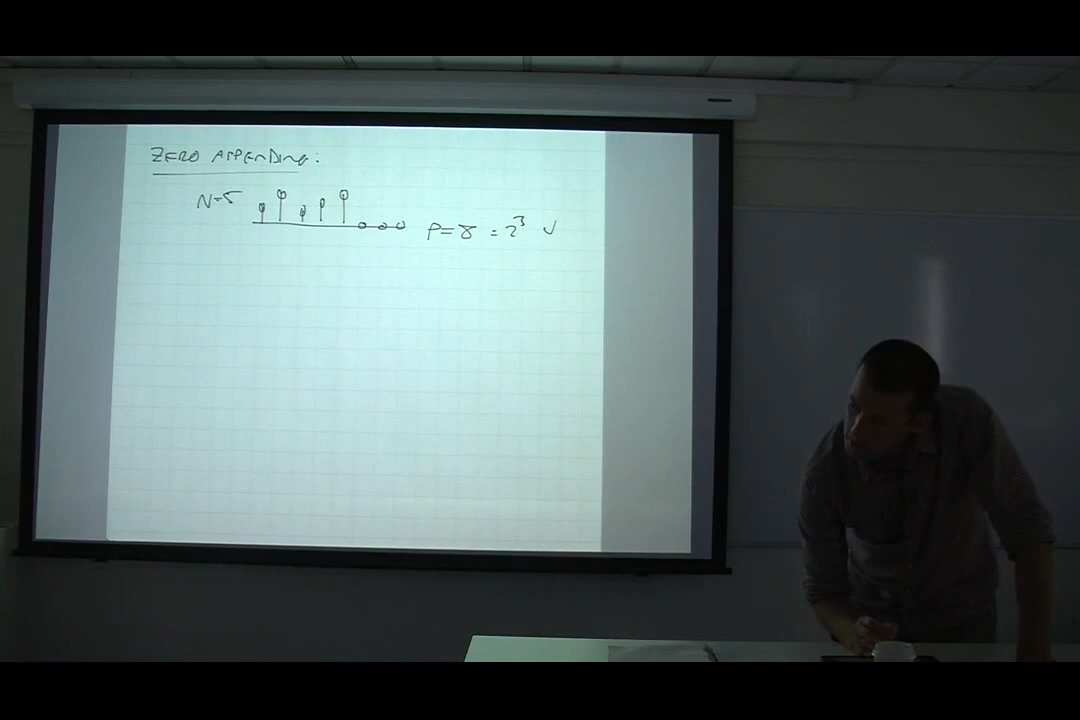 ZERO APPENDING:
N=5
P=8 = 2³ ✓